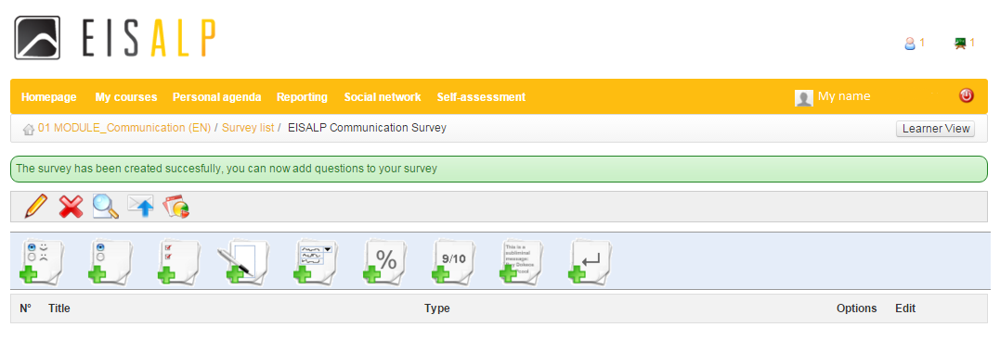 EISALP
1 1
Homepage My courses Personal agenda Reporting Social network Self-assessment My name
01 MODULE_Communication (EN) / Survey list / EISALP Communication Survey Learner View
The survey has been created succesfully, you can now add questions to your survey
% 9/10
This is a
subliminal
message:
N° Title Type Options Edit